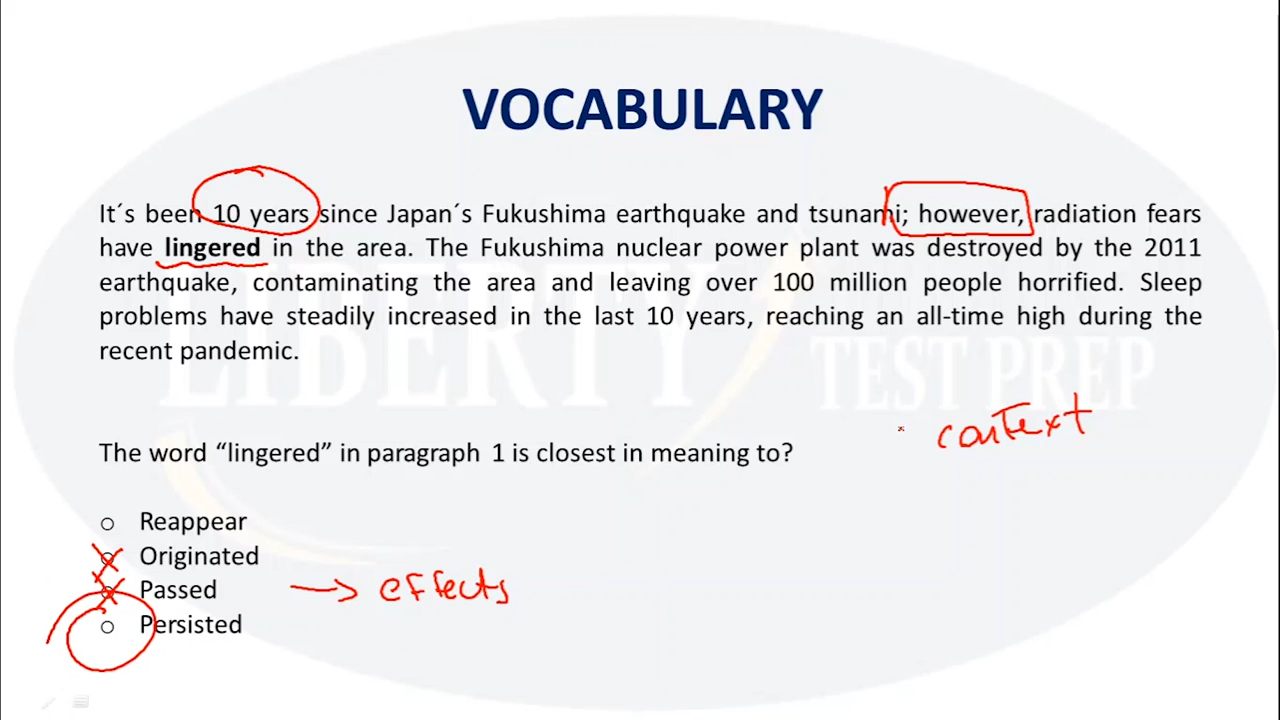 VOCABULARY
It´s been 10 years since Japan´s Fukushima earthquake and tsunami; however, radiation fears
have lingered in the area. The Fukushima nuclear power plant was destroyed by the 2011
earthquake, contaminating the area and leaving over 100 million people horrified. Sleep
problems have steadily increased in the last 10 years, reaching an all-time high during the
recent pandemic.
LIBERTY
TEST PREP
context
The word “lingered” in paragraph 1 is closest in meaning to?
Reappear
Originated
Passed → effects
Persisted